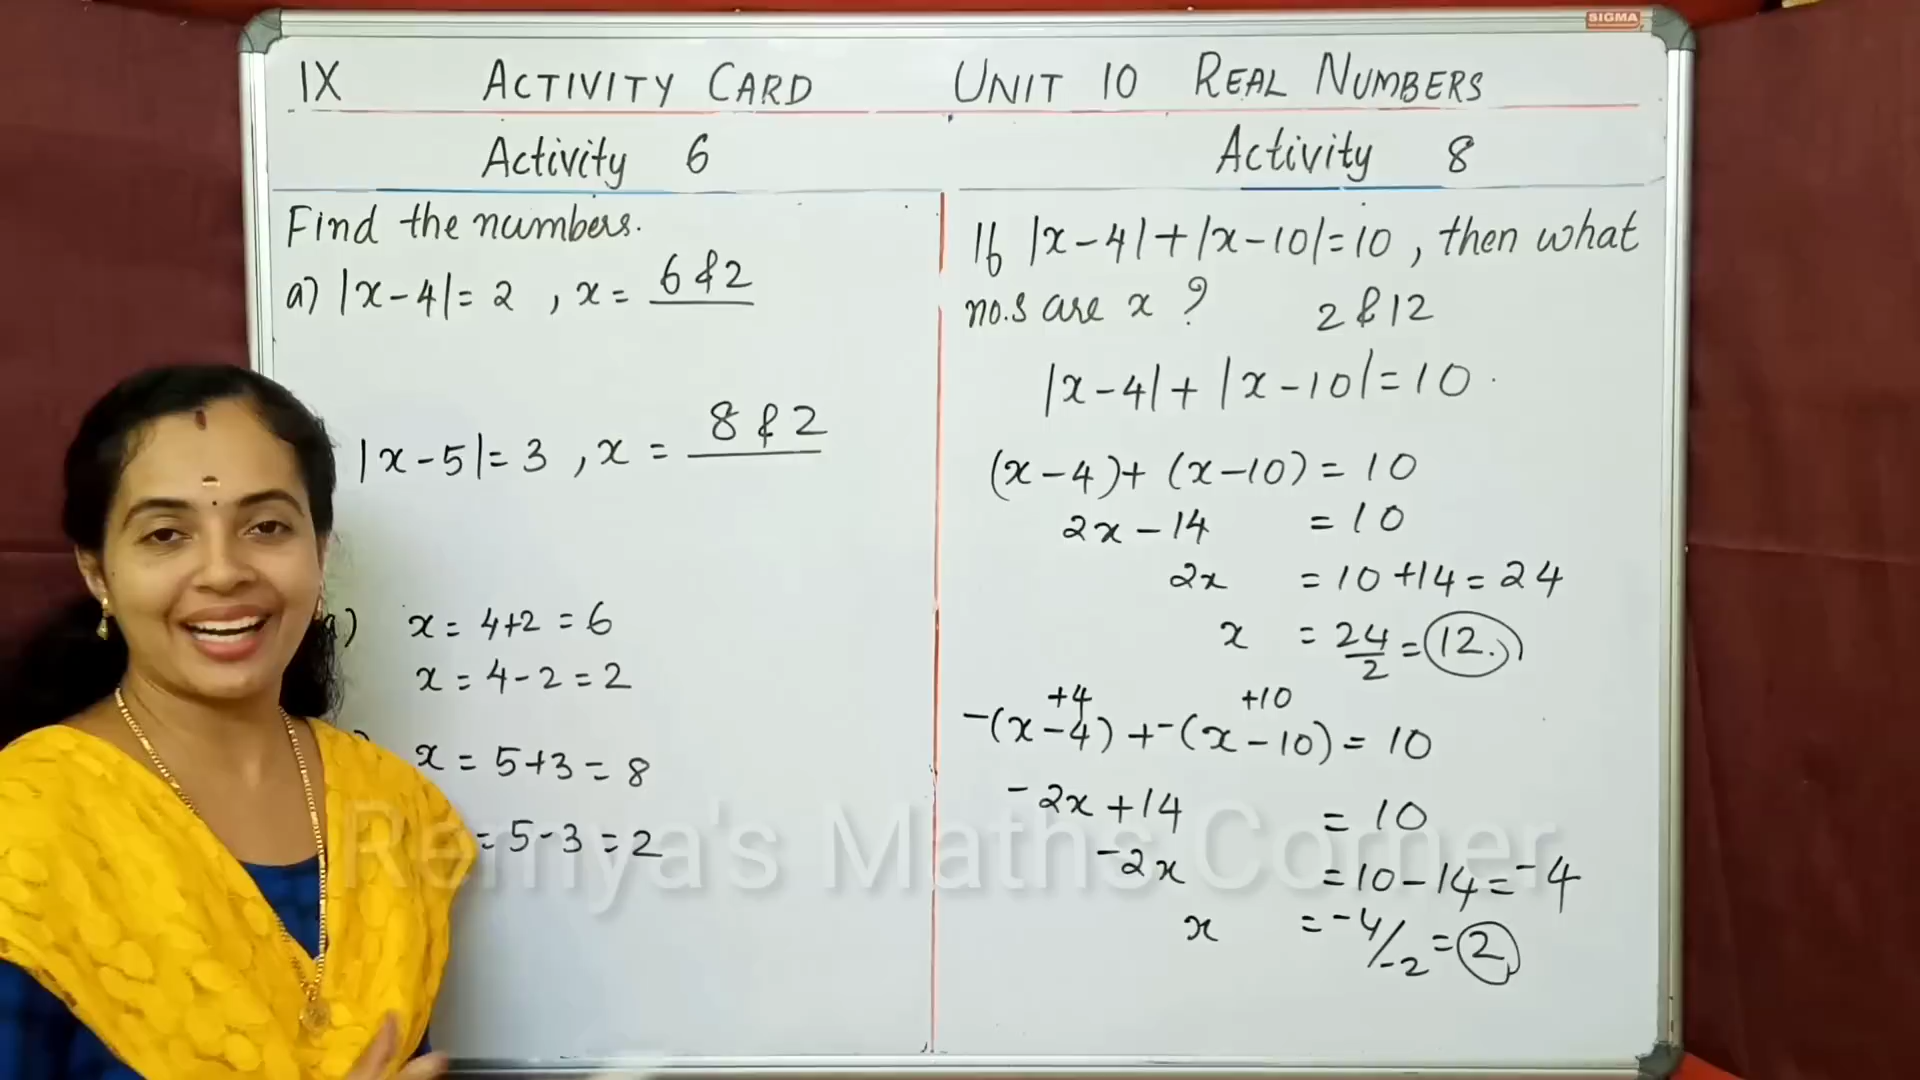 SIGMA
IX ACTIVITY CARD UNIT 10 REAL NUMBERS
Activity 6
Find the numbers.
a) |x-4|= 2 , x = 6 & 2
|x-5|= 3 , x = 8 & 2
a) x = 4+2 = 6
x = 4-2 = 2
) x = 5+3 = 8
= 5-3 = 2
Activity 8
If |x-4|+|x-10|=10 , then what
no.s are x ? 2 & 12
|x-4|+|x-10|=10
(x-4)+ (x-10) = 10
2x-14 = 10
2x = 10+14 = 24
x = 24/2 = 12.
+4 +10
-(x-4) + -(x-10) = 10
-2x +14 = 10
-2x = 10-14 = -4
x = -4/-2 = 2
Remya's Maths Corner